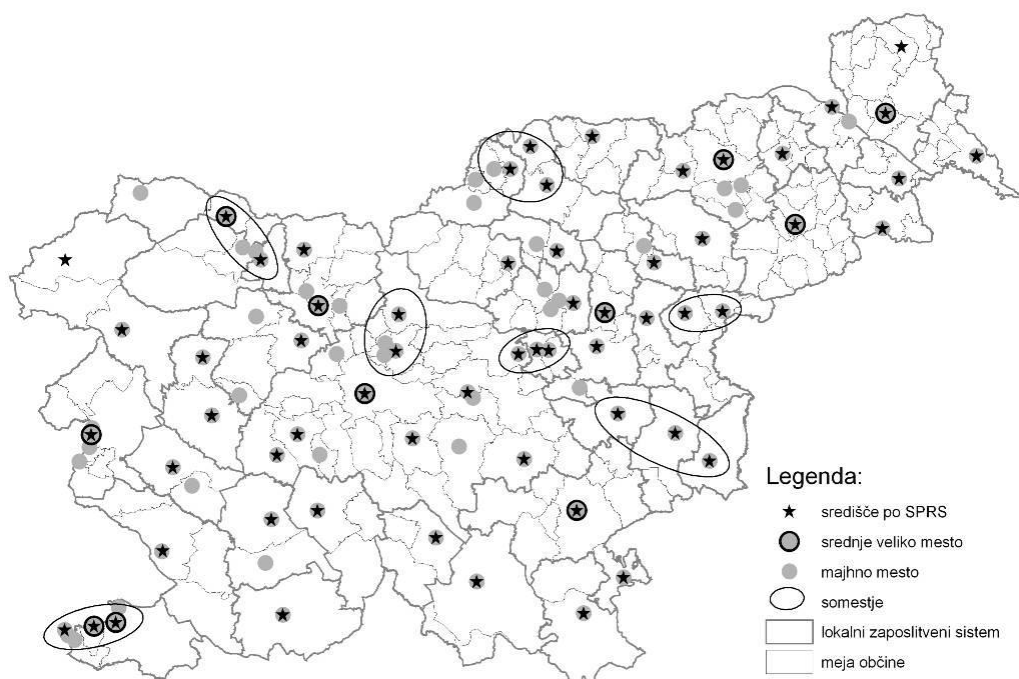 Legenda:
središče po SPRS
srednje veliko mesto
majhno mesto
somestje
lokalni zaposlitveni sistem
meja občine